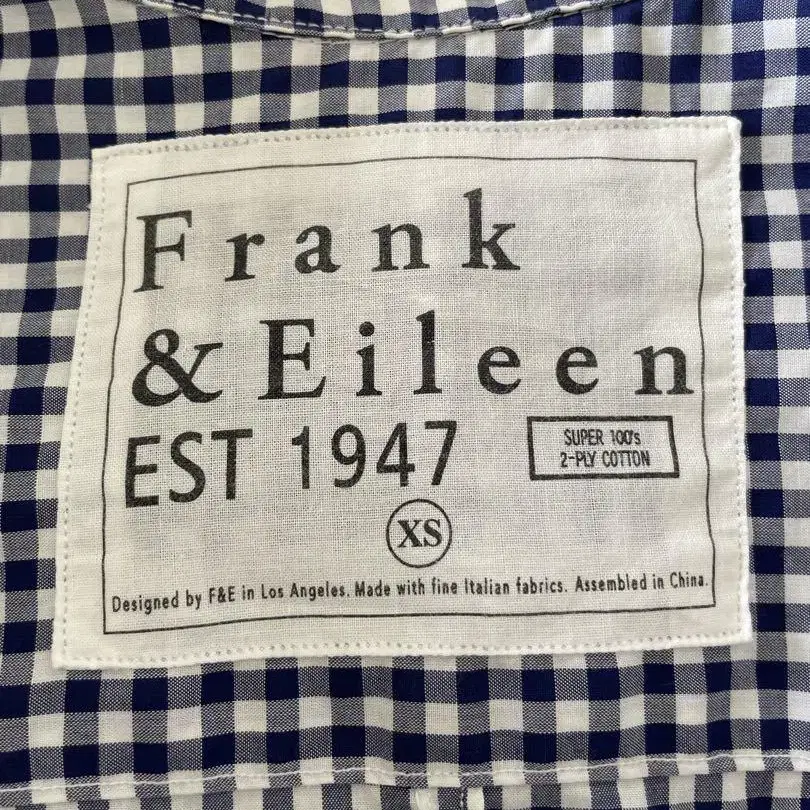 Frank
& Eileen
EST 1947
SUPER 100's
2-PLY COTTON
XS
Designed by F&E in Los Angeles. Made with fine Italian fabrics. Assembled in China.